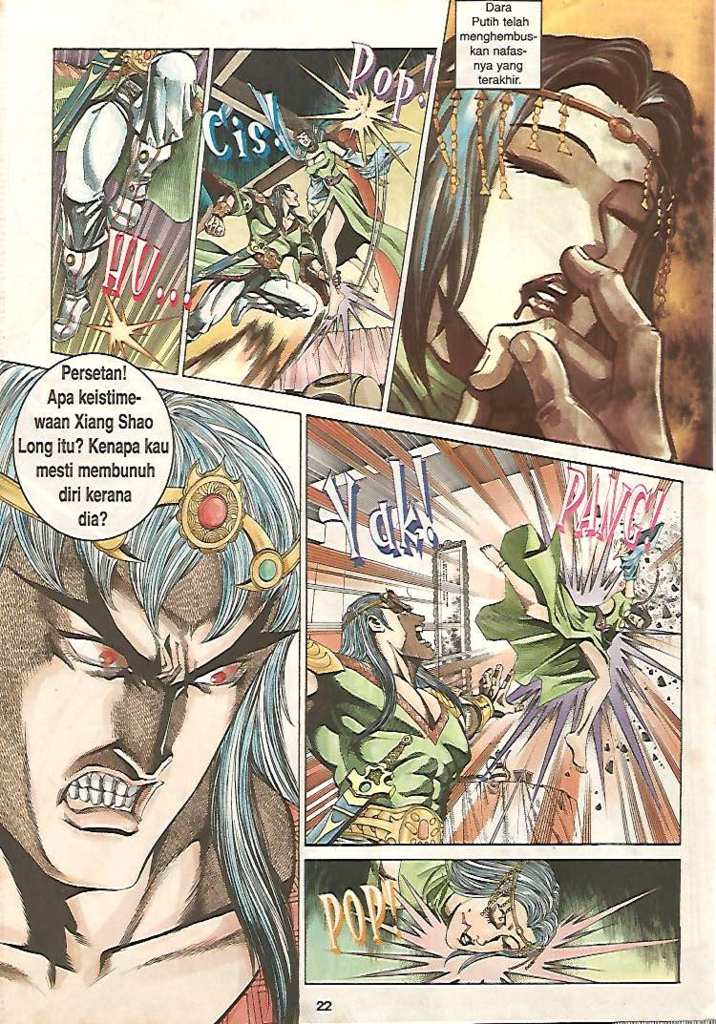 HU...
Cis!
Pop!
Dara
Putih telah
menghembus-
kan nafas-
nya yang
terakhir.
Persetan!
Apa keistime-
waan Xiang Shao
Long itu? Kenapa kau
mesti membunuh
diri kerana
dia?
Yak!
PANG!
POP!
22